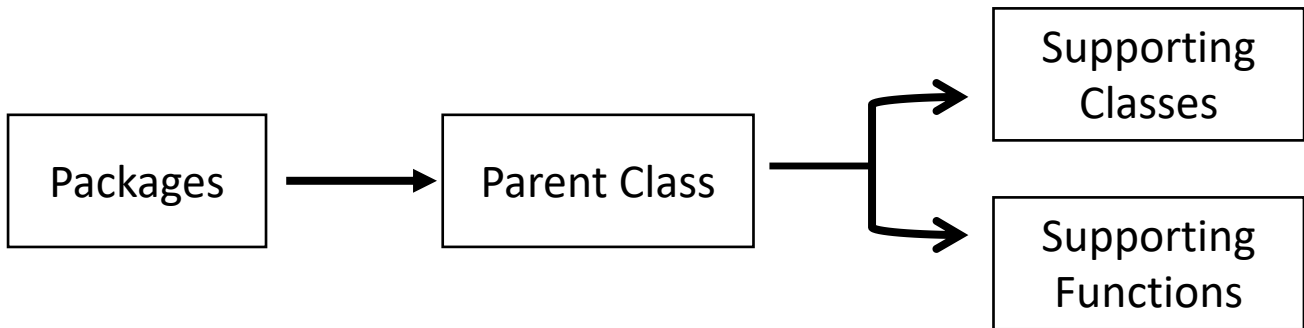 Packages
Parent Class
Supporting
Classes
Supporting
Functions